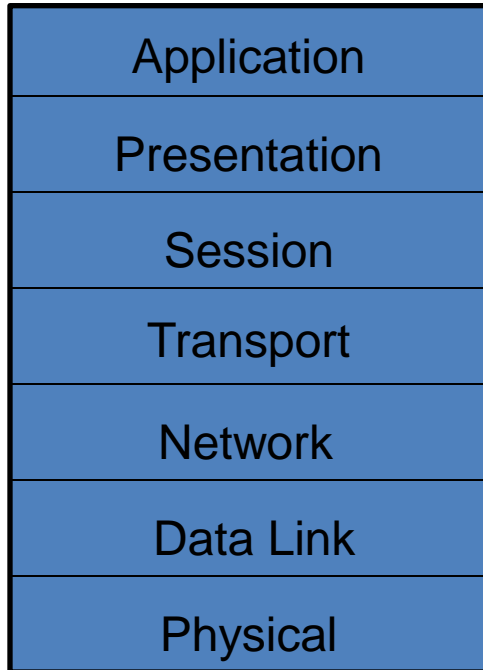 Application
Presentation
Session
Transport
Network
Data Link
Physical